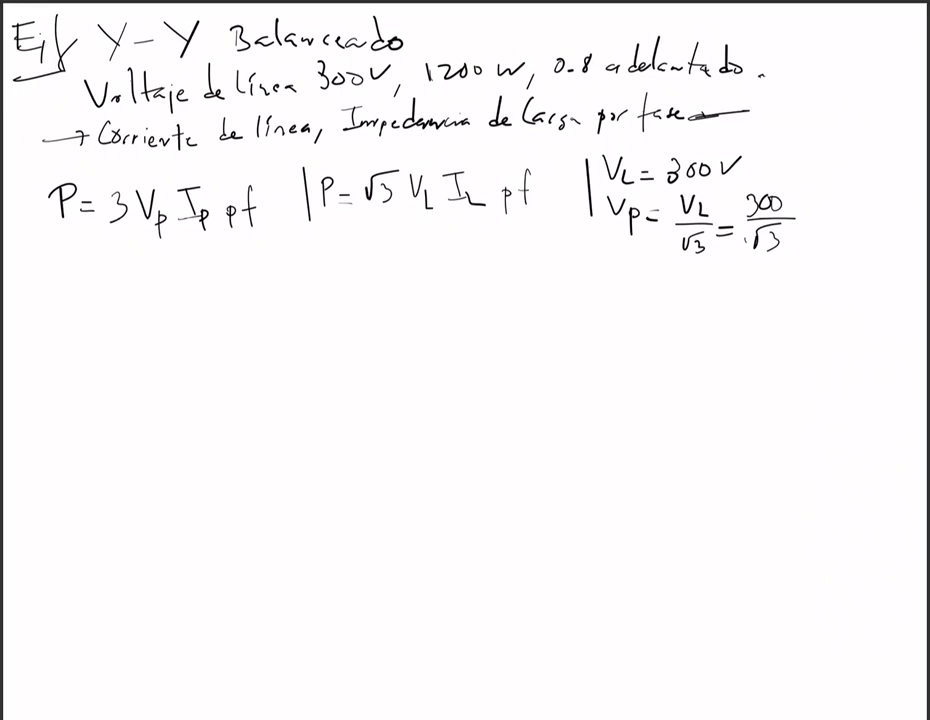 Ej/ Y-Y Balanceado
Voltaje de línea 300V, 1200 W, 0.8 adelantado.
→ Corriente de línea, Impedancia de Carga por fase
P = 3 Vp Ip pf | P = √3 VL IL pf | VL = 300 V
Vp = VL/√3 = 300/√3